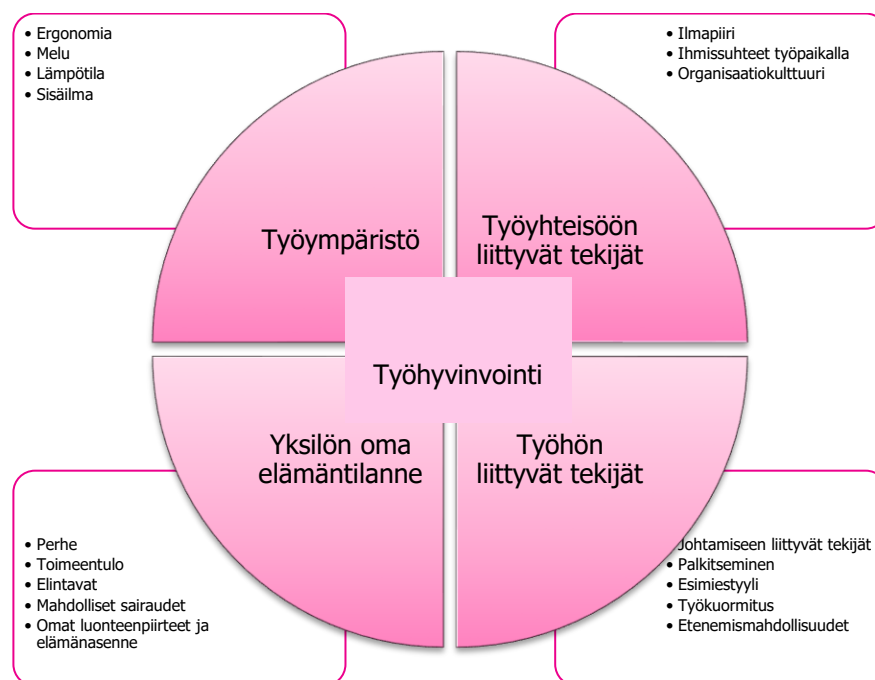 • Ergonomia
• Melu
• Lämpötila
• Sisäilma
• Ilmapiiri
• Ihmissuhteet työpaikalla
• Organisaatiokulttuuri
Työympäristö
Työyhteisöön
liittyvät tekijät
Työhyvinvointi
Yksilön oma
elämäntilanne
Työhön
liittyvät tekijät
• Perhe
• Toimeentulo
• Elintavat
• Mahdolliset sairaudet
• Omat luonteenpiirteet ja
elämänasenne
• Johtamiseen liittyvät tekijät
• Palkitseminen
• Esimiestyyli
• Työkuormitus
• Etenemismahdollisuudet